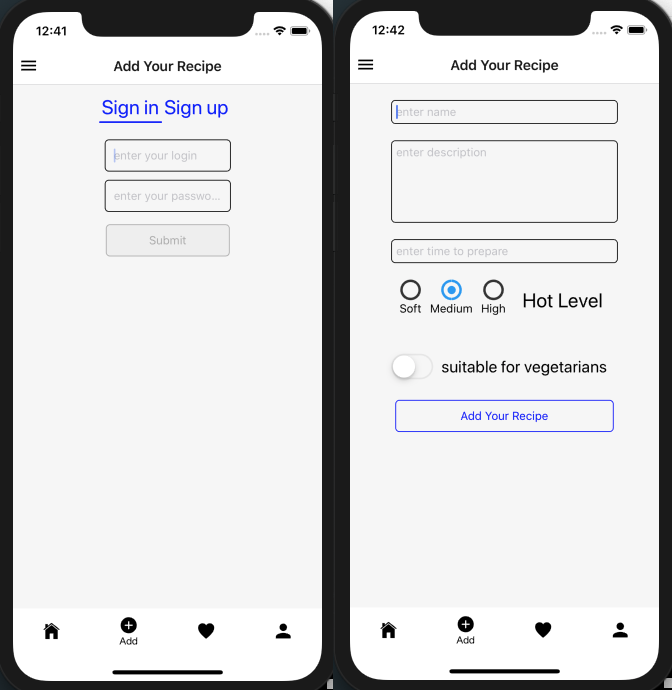 12:41
Add Your Recipe
Sign in Sign up
enter your login
enter your passwo...
Submit
Add
12:42
Add Your Recipe
enter name
enter description
enter time to prepare
Soft Medium High Hot Level
suitable for vegetarians
Add Your Recipe
Add